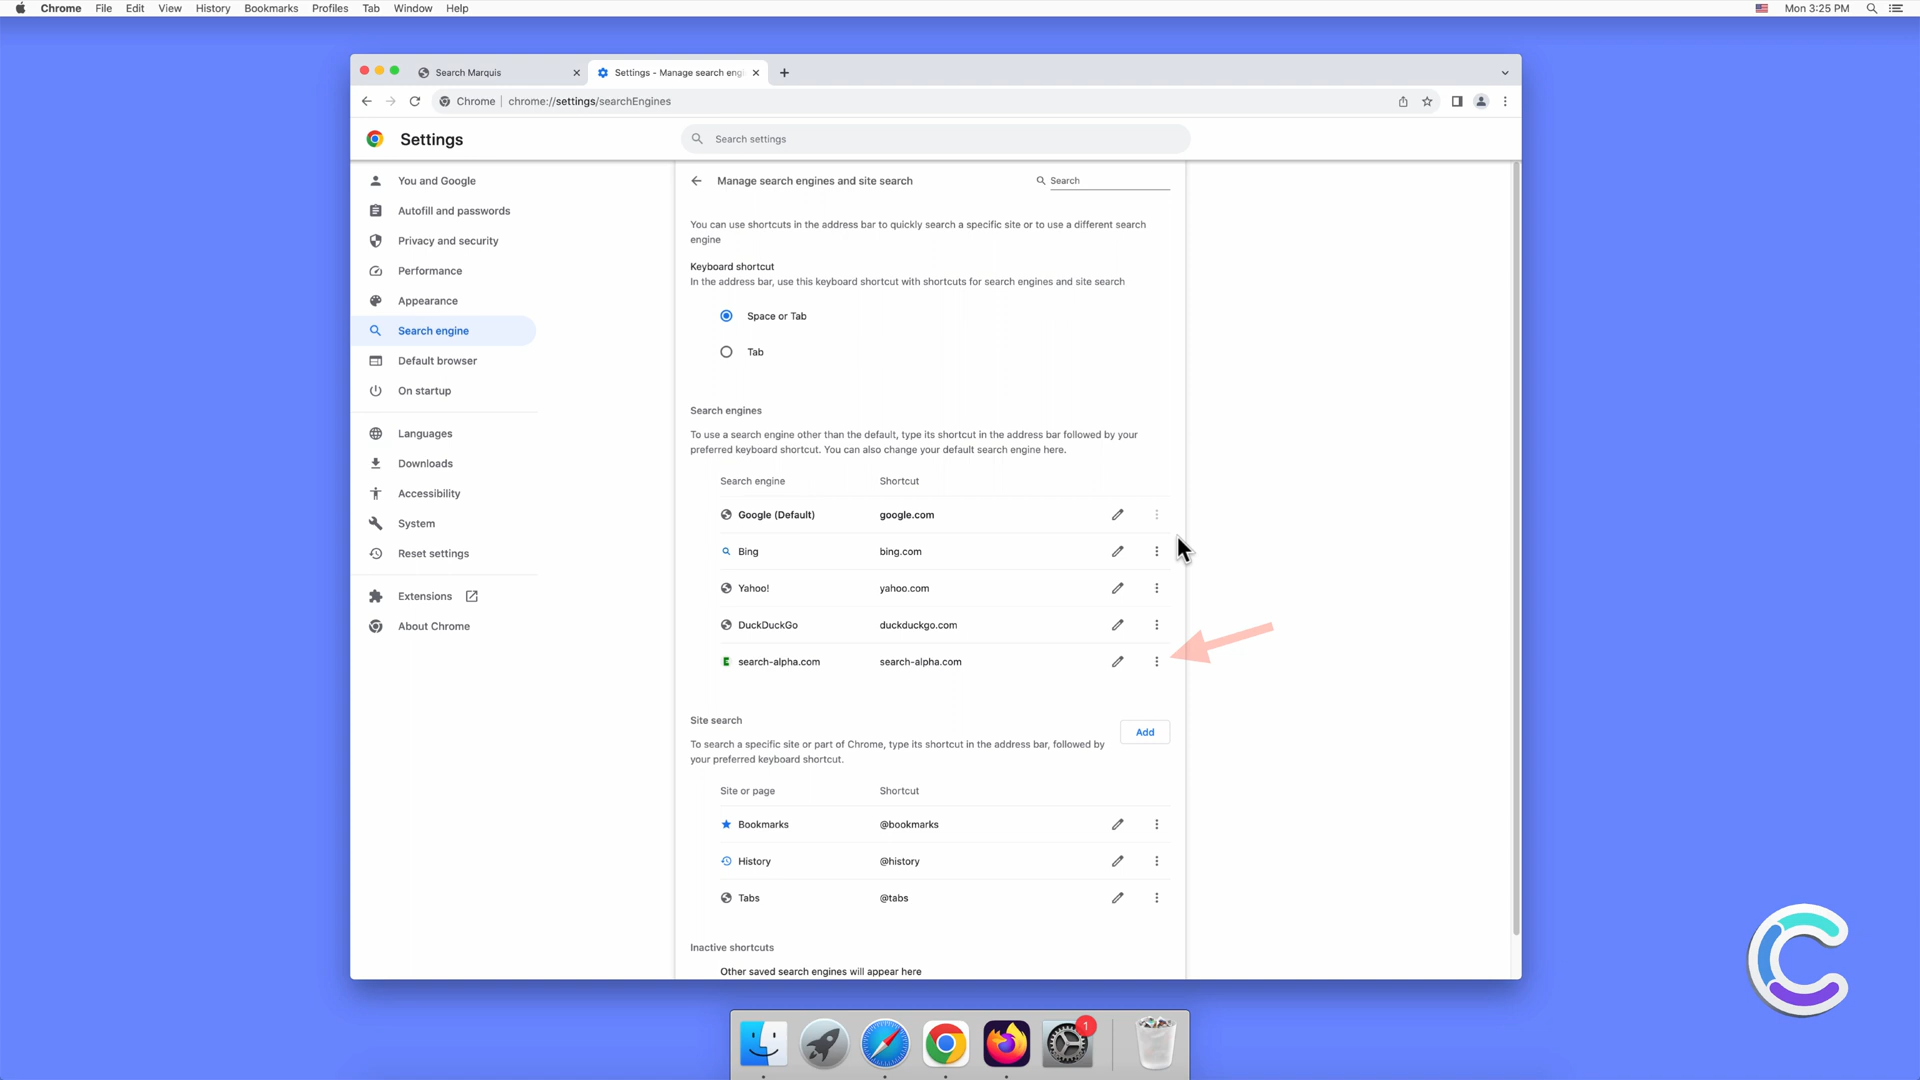 Chrome File Edit View History Bookmarks Profiles Tab Window Help Mon 3:25 PM
Search Marquis Settings - Manage search engi
Chrome chrome://settings/searchEngines
Settings Search settings
You and Google
Autofill and passwords
Privacy and security
Performance
Appearance
Search engine
Default browser
On startup
Languages
Downloads
Accessibility
System
Reset settings
Extensions
About Chrome
Manage search engines and site search Search
You can use shortcuts in the address bar to quickly search a specific site or to use a different search
engine
Keyboard shortcut
In the address bar, use this keyboard shortcut with shortcuts for search engines and site search
Space or Tab
Tab
Search engines
To use a search engine other than the default, type its shortcut in the address bar followed by your
preferred keyboard shortcut. You can also change your default search engine here.
Search engine Shortcut
Google (Default) google.com
Bing bing.com
Yahoo! yahoo.com
DuckDuckGo duckduckgo.com
search-alpha.com search-alpha.com
Site search
Add
To search a specific site or part of Chrome, type its shortcut in the address bar, followed by
your preferred keyboard shortcut.
Site or page Shortcut
Bookmarks @bookmarks
History @history
Tabs @tabs
Inactive shortcuts
Other saved search engines will appear here
1